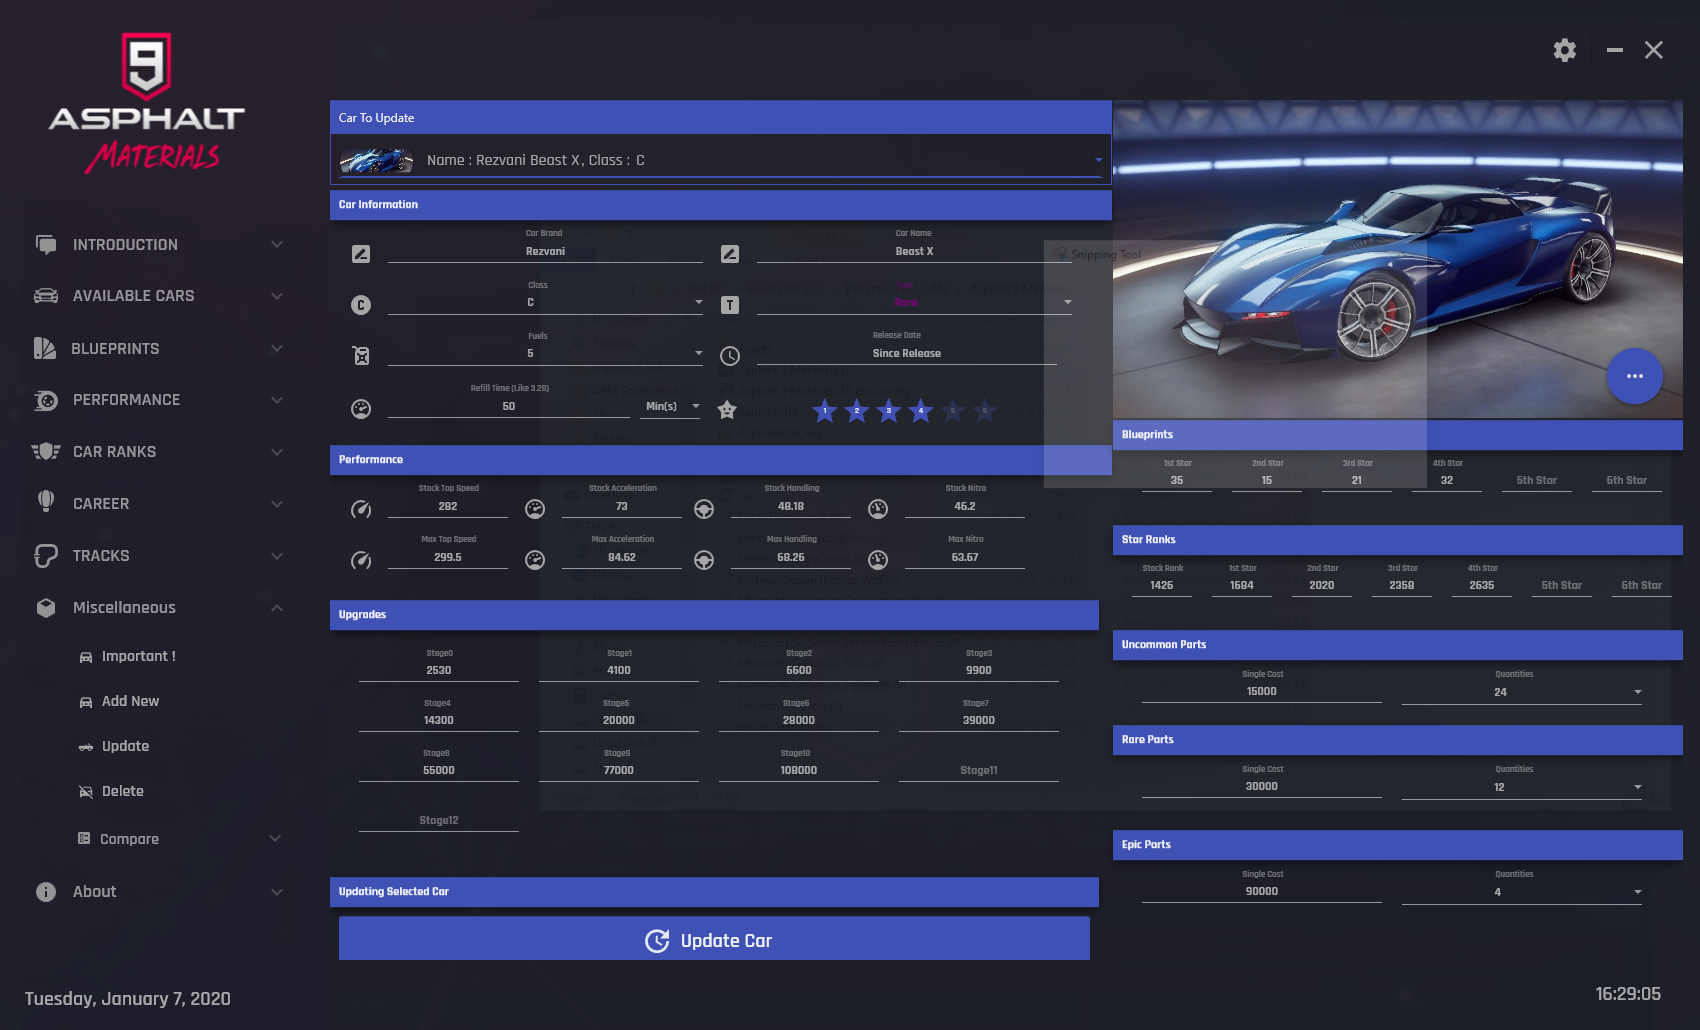 9
ASPHALT
MATERIALS
INTRODUCTION
AVAILABLE CARS
BLUEPRINTS
PERFORMANCE
CAR RANKS
CAREER
TRACKS
Miscellaneous
Important !
Add New
Update
Delete
Compare
About
Tuesday, January 7, 2020
Car To Update
Name : Rezvani Beast X , Class : C
Car Information
Car Brand Car Name
Rezvani Beast X
Snipping Tool
Class Type
C C T Rare
Fuels Release Date
5 Since Release
Refill Time (Like 3.20)
50 Min(s) 1 2 3 4 5 6
Performance
Stock Top Speed Stock Acceleration Stock Handling Stock Nitro
282 73 48.18 46.2
Max Top Speed Max Acceleration Max Handling Max Nitro
299.5 84.62 68.26 63.67
Upgrades
Stage0 Stage1 Stage2 Stage3
2530 4100 6600 9900
Stage4 Stage5 Stage6 Stage7
14300 20000 28000 39000
Stage8 Stage9 Stage10
55000 77000 108000 Stage11
Stage12
Updating Selected Car
Update Car
Blueprints
1st Star 2nd Star 3rd Star 4th Star
35 15 21 32 5th Star 6th Star
Star Ranks
Stock Rank 1st Star 2nd Star 3rd Star 4th Star
1426 1684 2020 2358 2635 5th Star 6th Star
Uncommon Parts
Single Cost Quantities
15000 24
Rare Parts
Single Cost Quantities
30000 12
Epic Parts
Single Cost Quantities
90000 4
16:29:05